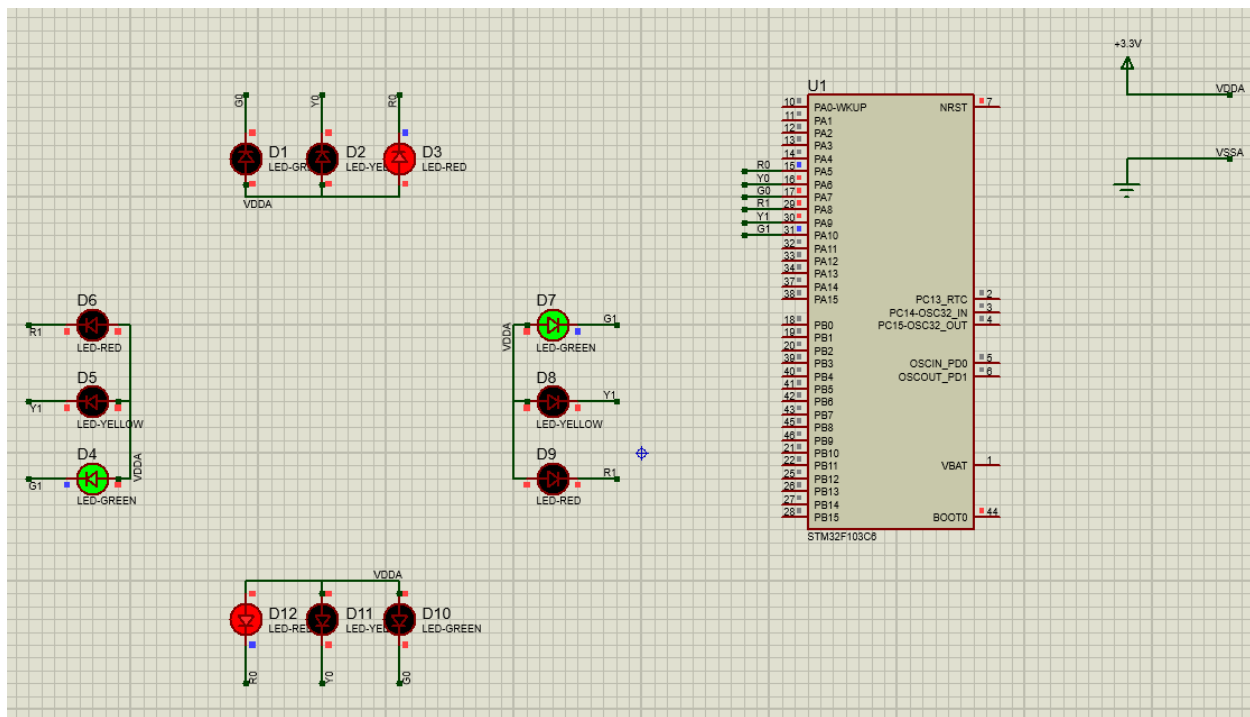 +3.3V
VDDA
VSSA
G0
Y0
R0
D1
LED-GR
D2
LED-YEL
D3
LED-RED
VDDA
D6
R1
LED-RED
D5
Y1
LED-YELLOW
D4
G1
LED-GREEN
VDDA
D7
G1
VDDA
LED-GREEN
D8
Y1
LED-YELLOW
D9
R1
LED-RED
VDDA
D12
LED-RED
D11
LED-YEL
D10
LED-GREEN
R0
Y0
G0
U1
10 PA0-WKUP NRST 7
11 PA1
12 PA2
13 PA3
14 PA4
R0 15 PA5
Y0 16 PA6
G0 17 PA7
R1 29 PA8
Y1 30 PA9
G1 31 PA10
32 PA11
33 PA12
34 PA13
37 PA14
38 PA15 PC13_RTC 2
PC14-OSC32_IN 3
18 PB0 PC15-OSC32_OUT 4
19 PB1
20 PB2
39 PB3 OSCIN_PD0 5
40 PB4 OSCOUT_PD1 6
41 PB5
42 PB6
43 PB7
45 PB8
46 PB9
21 PB10
22 PB11 VBAT 1
25 PB12
26 PB13
27 PB14
28 PB15 BOOT0 44
STM32F103C6